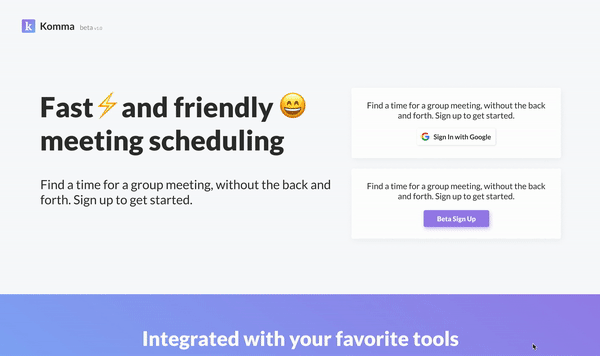 k Komma beta v1.0
Fast⚡and friendly 😄
meeting scheduling
Find a time for a group meeting, without the back and
forth. Sign up to get started.
Find a time for a group meeting, without the back
and forth. Sign up to get started.
Sign In with Google
Find a time for a group meeting, without the back
and forth. Sign up to get started.
Beta Sign Up
Integrated with your favorite tools